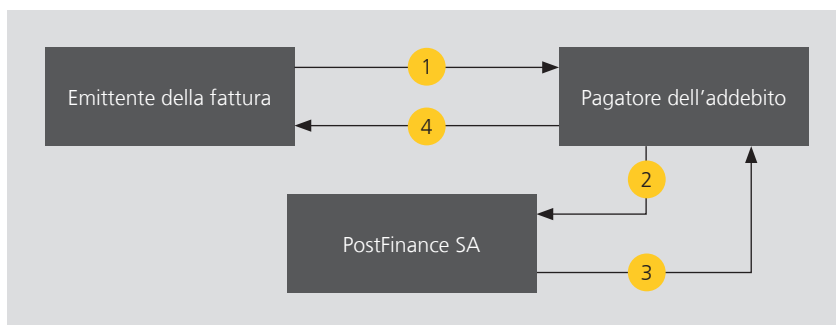 1
Emittente della fattura
Pagatore dell’addebito
4
2
PostFinance SA
3